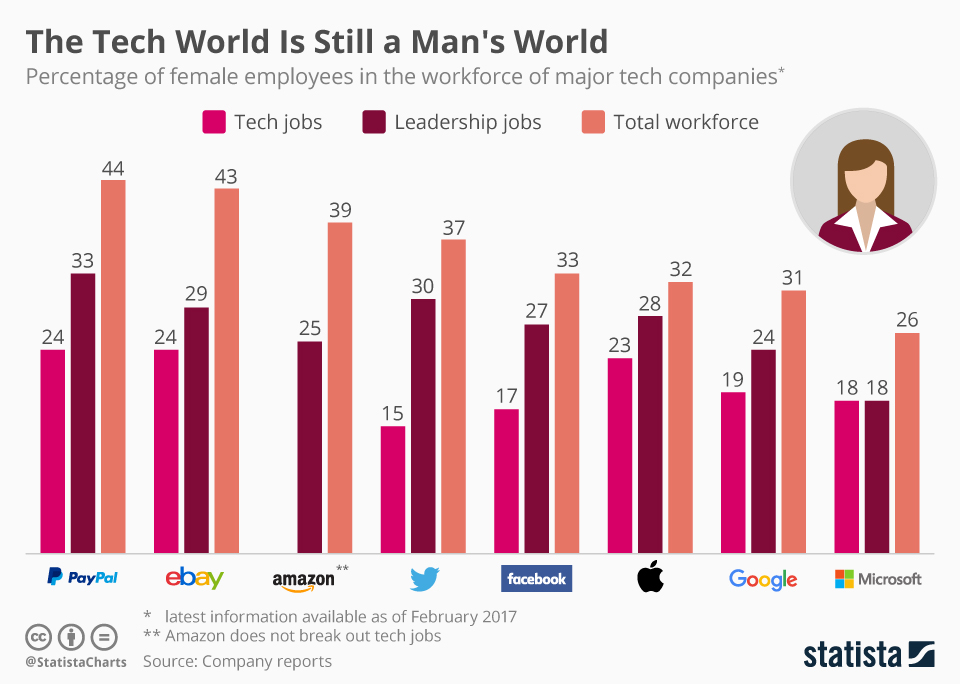 The Tech World Is Still a Man's World
Percentage of female employees in the workforce of major tech companies*
Tech jobs Leadership jobs Total workforce
24 33 44
24 29 43
25 39
15 30 37
17 27 33
23 28 32
19 24 31
18 18 26
PayPal ebay amazon** facebook Google Microsoft
* latest information available as of February 2017
** Amazon does not break out tech jobs
cc
@StatistaCharts Source: Company reports
statista